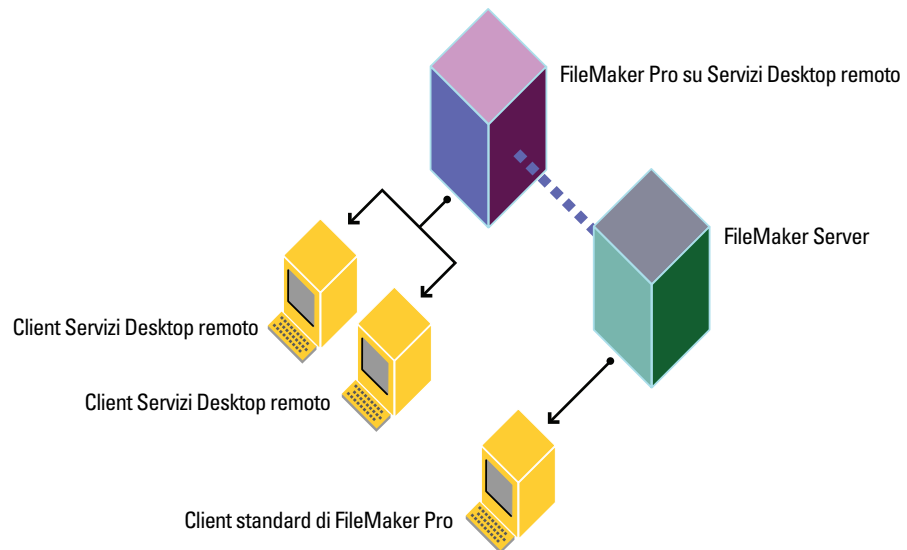 FileMaker Pro su Servizi Desktop remoto
FileMaker Server
Client Servizi Desktop remoto
Client Servizi Desktop remoto
Client standard di FileMaker Pro